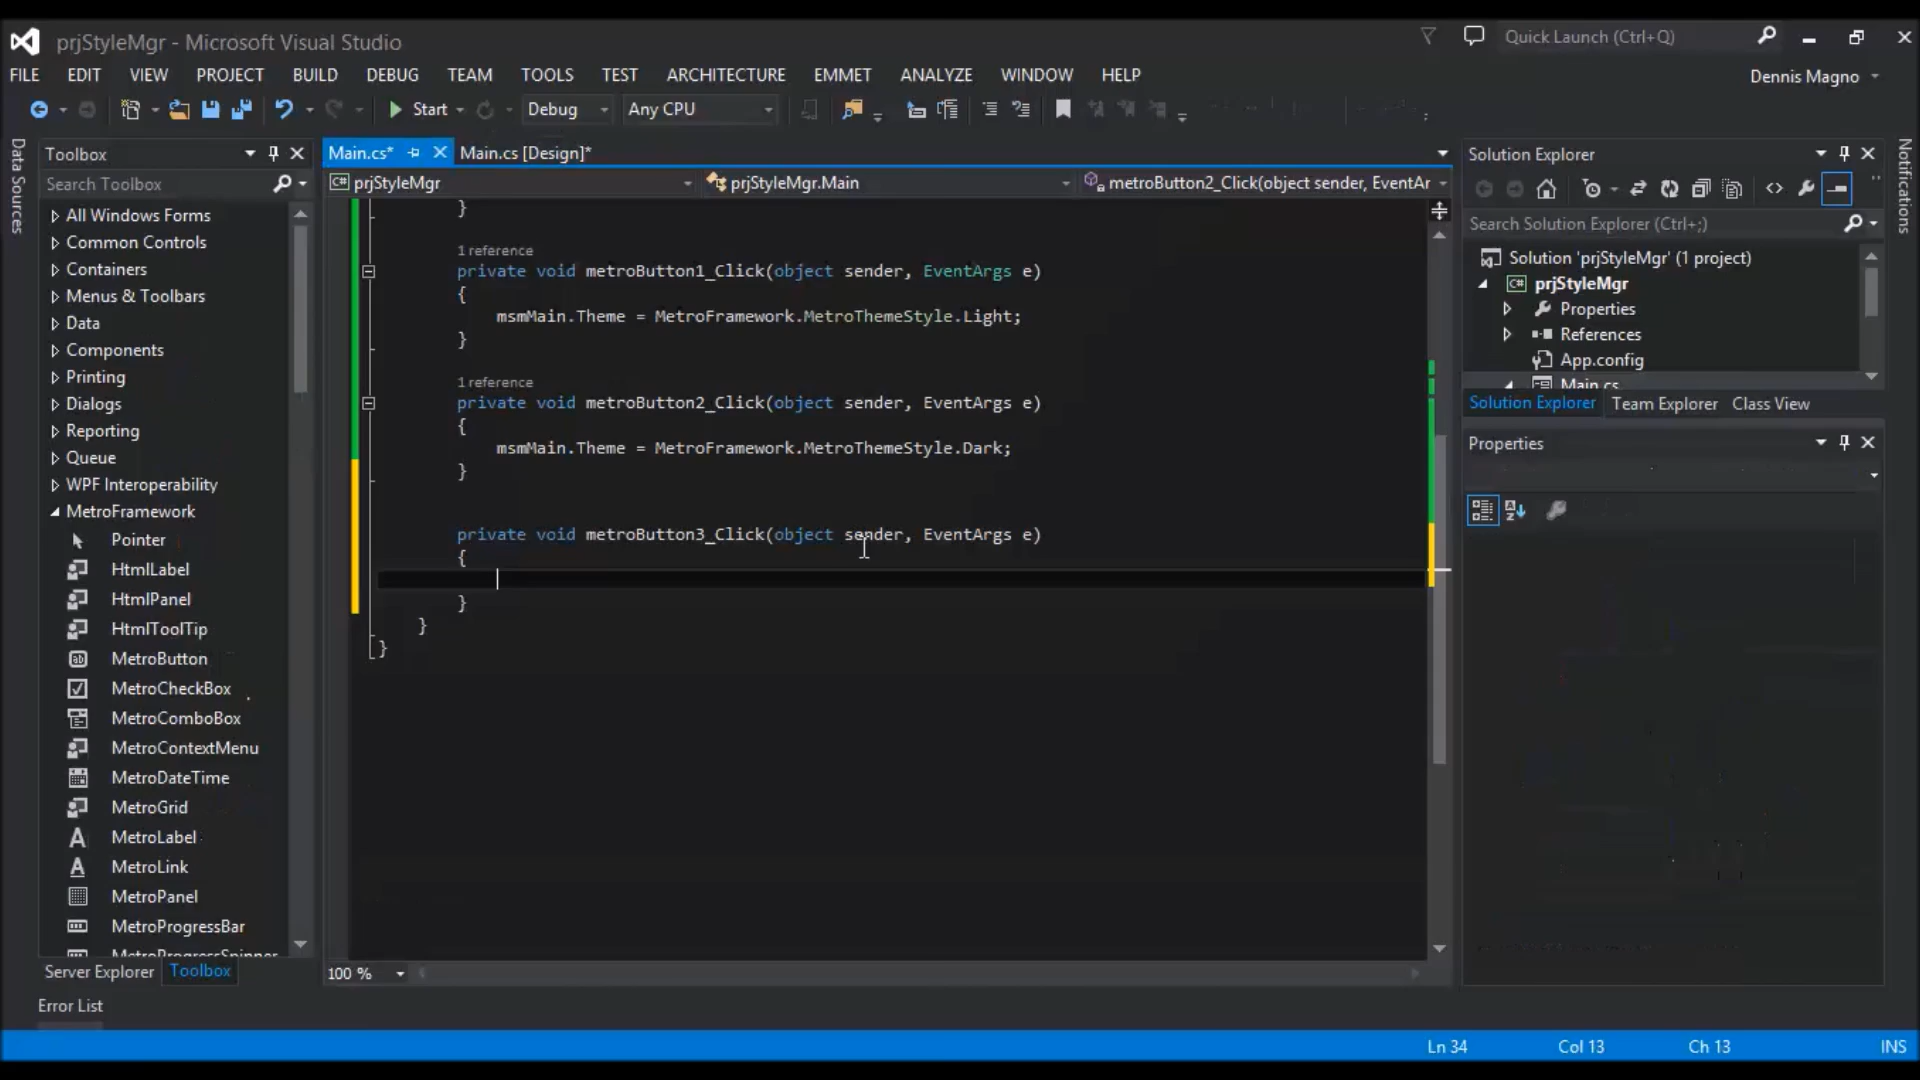 prjStyleMgr - Microsoft Visual Studio
Quick Launch (Ctrl+Q)
FILE EDIT VIEW PROJECT BUILD DEBUG TEAM TOOLS TEST ARCHITECTURE EMMET ANALYZE WINDOW HELP
Dennis Magno
Start Debug Any CPU
Data Sources
Toolbox
Search Toolbox
All Windows Forms
Common Controls
Containers
Menus & Toolbars
Data
Components
Printing
Dialogs
Reporting
Queue
WPF Interoperability
MetroFramework
Pointer
HtmlLabel
HtmlPanel
HtmlToolTip
MetroButton
MetroCheckBox
MetroComboBox
MetroContextMenu
MetroDateTime
MetroGrid
MetroLabel
MetroLink
MetroPanel
MetroProgressBar
MetroProgressSpinner
Server Explorer Toolbox
Error List
Main.cs* Main.cs [Design]*
prjStyleMgr prjStyleMgr.Main metroButton2_Click(object sender, EventAr
}
1 reference
private void metroButton1_Click(object sender, EventArgs e)
{
msmMain.Theme = MetroFramework.MetroThemeStyle.Light;
}
1 reference
private void metroButton2_Click(object sender, EventArgs e)
{
msmMain.Theme = MetroFramework.MetroThemeStyle.Dark;
}
private void metroButton3_Click(object sender, EventArgs e)
{
}
}
}
100 %
Solution Explorer
Search Solution Explorer (Ctrl+;)
Solution 'prjStyleMgr' (1 project)
C# prjStyleMgr
Properties
References
App.config
Main.cs
Solution Explorer Team Explorer Class View
Properties
Notifications
Ln 34 Col 13 Ch 13 INS